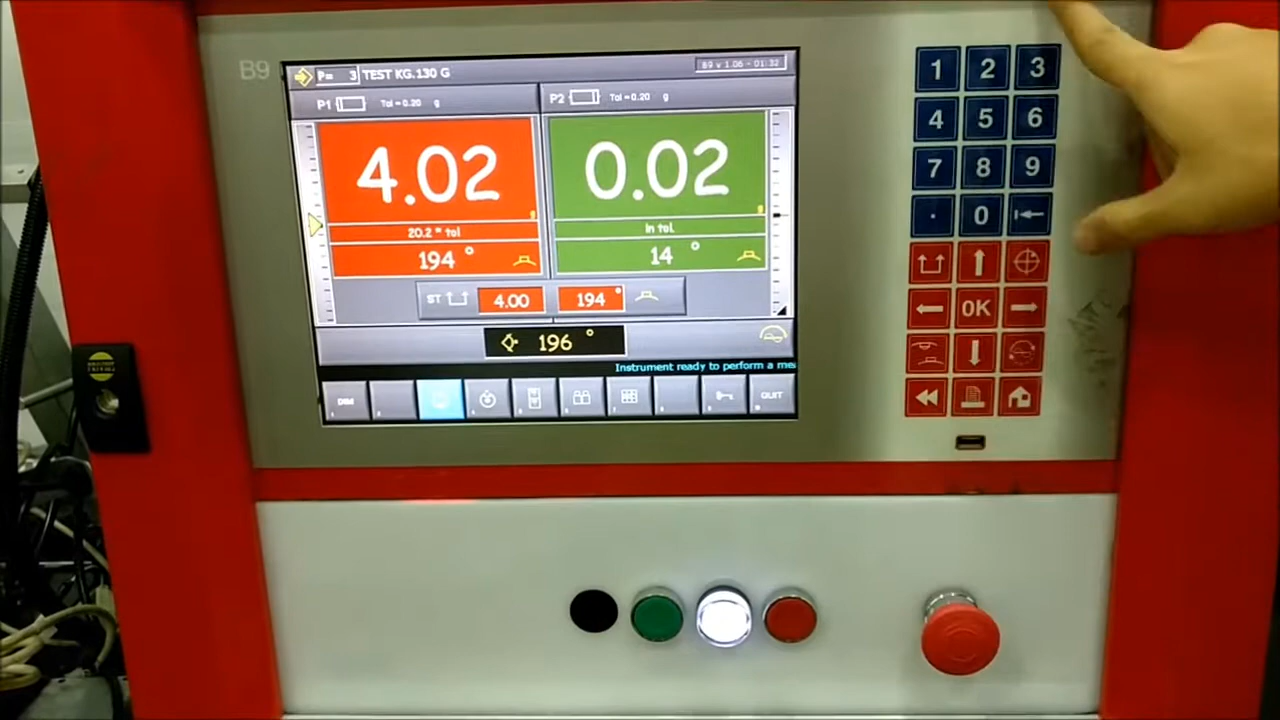 B9
P= 3 TEST KG.130 G
B9 v 1.06 - 01:32
P1 Tol=0.20 g
P2 Tol=0.20 g
4.02
0.02
20.2 * tol
in tol.
194 °
14 °
ST 4.00 194 °
196 °
Instrument ready to perform a mea
DIM
QUIT
1 2 3
4 5 6
7 8 9
. 0
OK